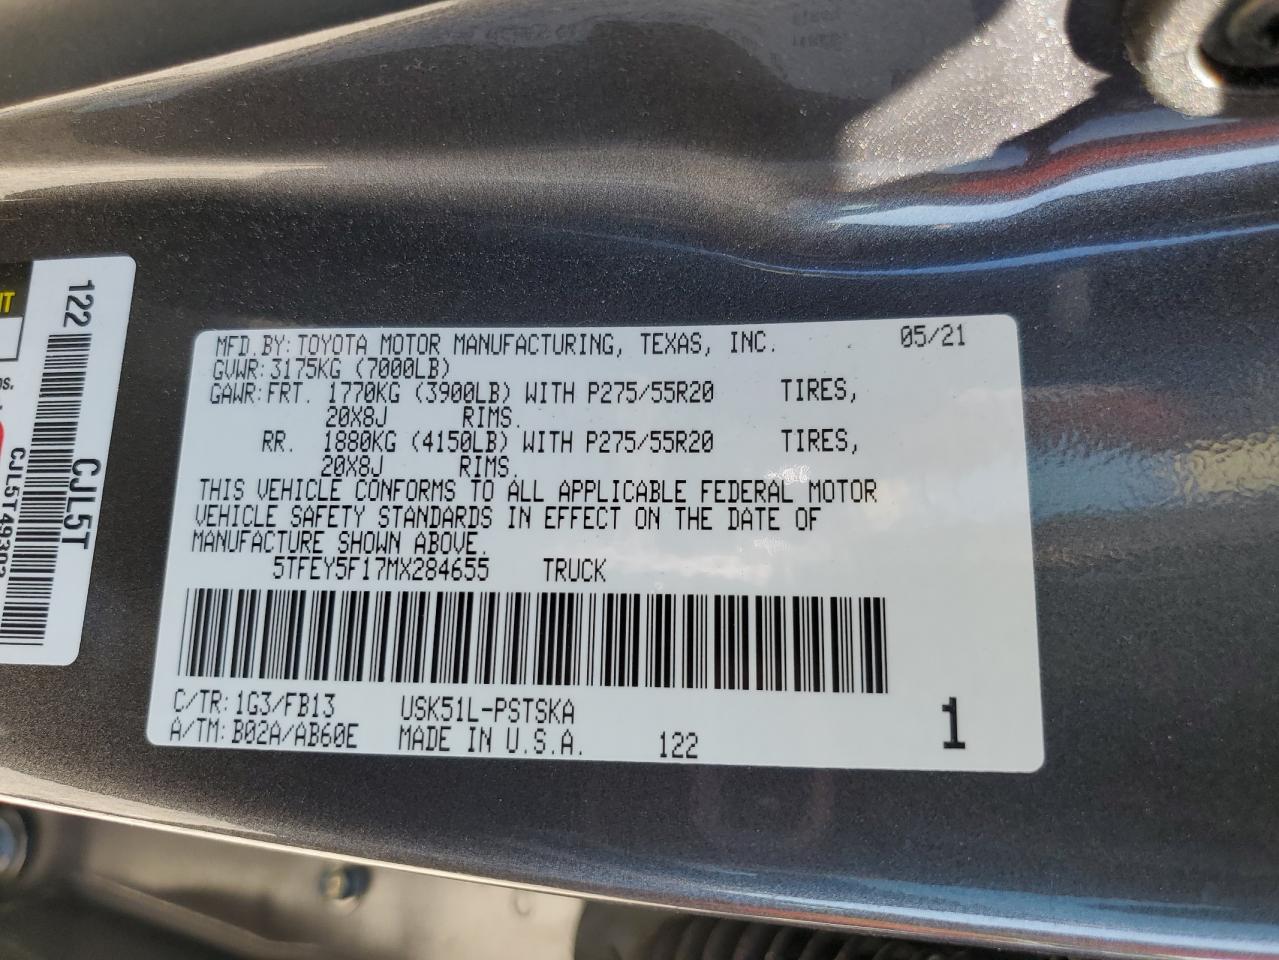 MFD. BY: TOYOTA MOTOR MANUFACTURING, TEXAS, INC. 05/21
GVWR: 3175KG (7000LB)
GAWR: FRT. 1770KG (3900LB) WITH P275/55R20 TIRES,
20X8J RIMS.
RR. 1880KG (4150LB) WITH P275/55R20 TIRES,
20X8J RIMS.
THIS VEHICLE CONFORMS TO ALL APPLICABLE FEDERAL MOTOR
VEHICLE SAFETY STANDARDS IN EFFECT ON THE DATE OF
MANUFACTURE SHOWN ABOVE.
5TFEY5F17MX284655 TRUCK
C/TR: 1G3/FB13 USK51L-PSTSKA
A/TM: B02A/AB60E MADE IN U.S.A. 122 1
122
CJL5T